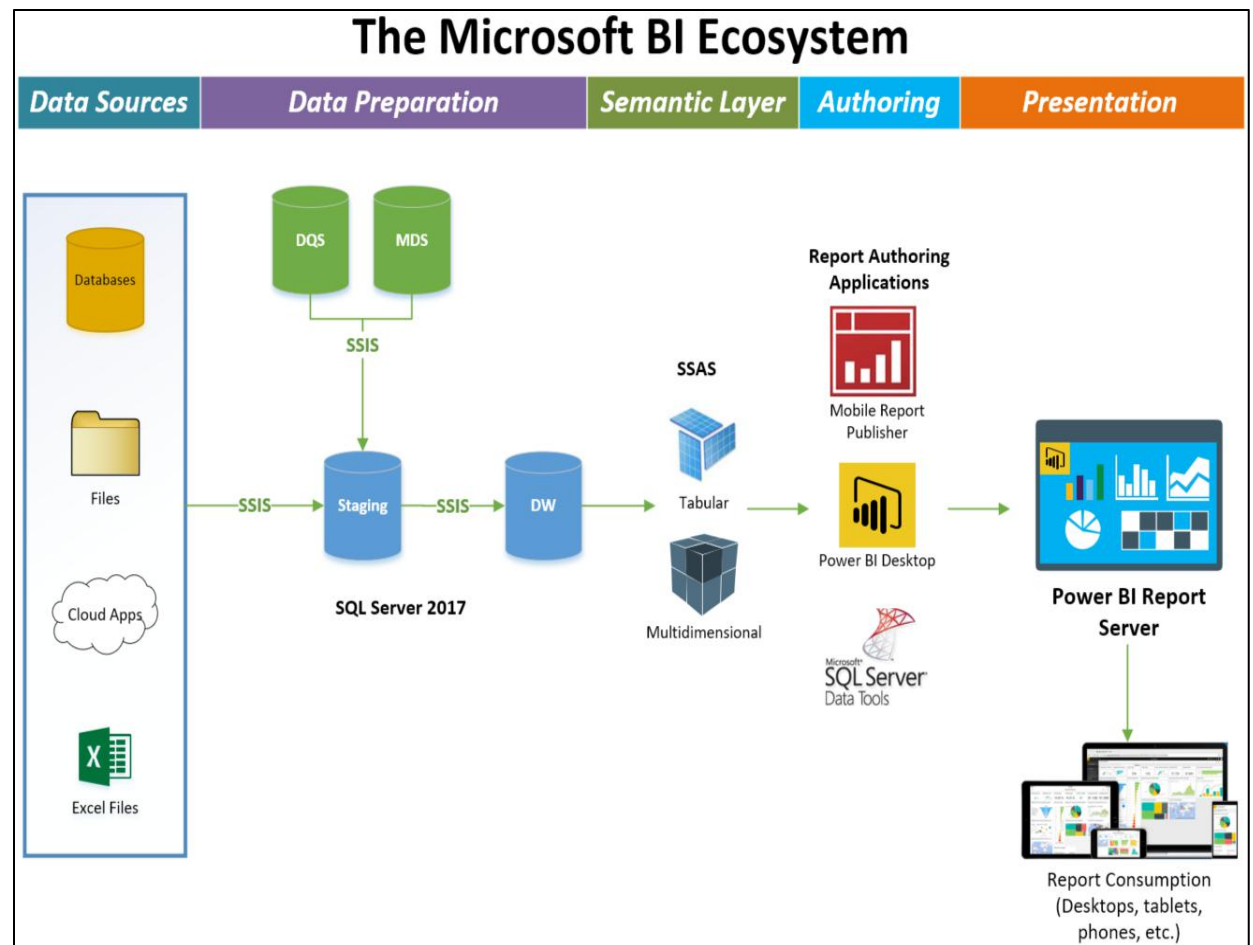 The Microsoft BI Ecosystem
Data Sources
Data Preparation
Semantic Layer
Authoring
Presentation
Databases
Files
Cloud Apps
Excel Files
DQS
MDS
SSIS
SSIS
Staging
SSIS
DW
SQL Server 2017
SSAS
Tabular
Multidimensional
Report Authoring
Applications
Mobile Report
Publisher
Power BI Desktop
Microsoft®
SQL Server®
Data Tools
Power BI Report
Server
Report Consumption
(Desktops, tablets,
phones, etc.)